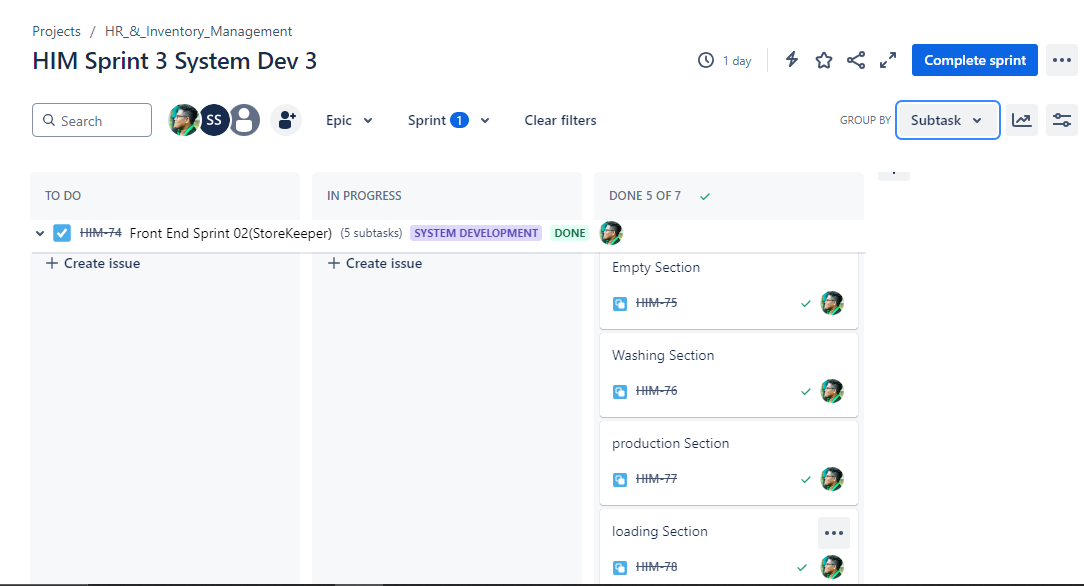 Projects / HR_&_Inventory_Management
HIM Sprint 3 System Dev 3
1 day
Complete sprint
Search
SS
Epic
Sprint 1
Clear filters
GROUP BY
Subtask
TO DO
IN PROGRESS
DONE 5 OF 7
HIM-74 Front End Sprint 02(StoreKeeper) (5 subtasks) SYSTEM DEVELOPMENT DONE
+ Create issue
+ Create issue
Empty Section
HIM-75
Washing Section
HIM-76
production Section
HIM-77
loading Section
HIM-78